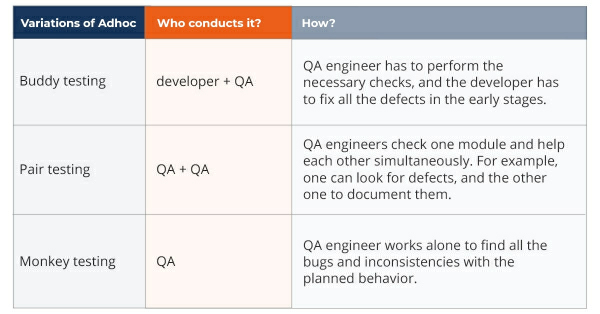 Variations of Adhoc
Who conducts it?
How?
Buddy testing
developer + QA
QA engineer has to perform the
necessary checks, and the developer has
to fix all the defects in the early stages.
Pair testing
QA + QA
QA engineers check one module and help
each other simultaneously. For example,
one can look for defects, and the other
one to document them.
Monkey testing
QA
QA engineer works alone to find all the
bugs and inconsistencies with the
planned behavior.